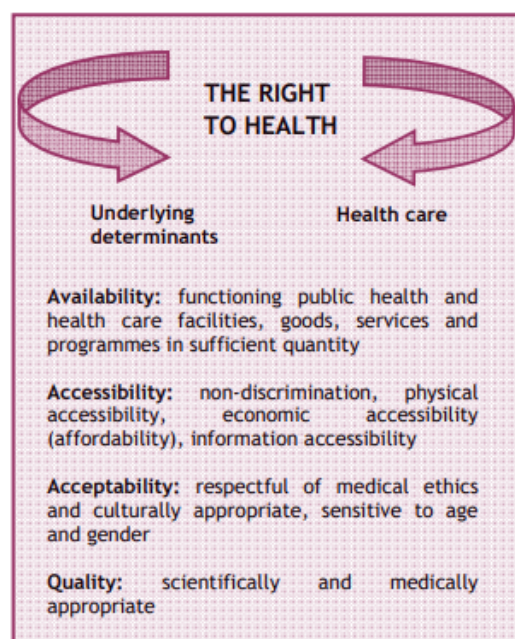 THE RIGHT
TO HEALTH
Underlying
determinants
Health care
Availability: functioning public health and
health care facilities, goods, services and
programmes in sufficient quantity
Accessibility: non-discrimination, physical
accessibility, economic accessibility
(affordability), information accessibility
Acceptability: respectful of medical ethics
and culturally appropriate, sensitive to age
and gender
Quality: scientifically and medically
appropriate